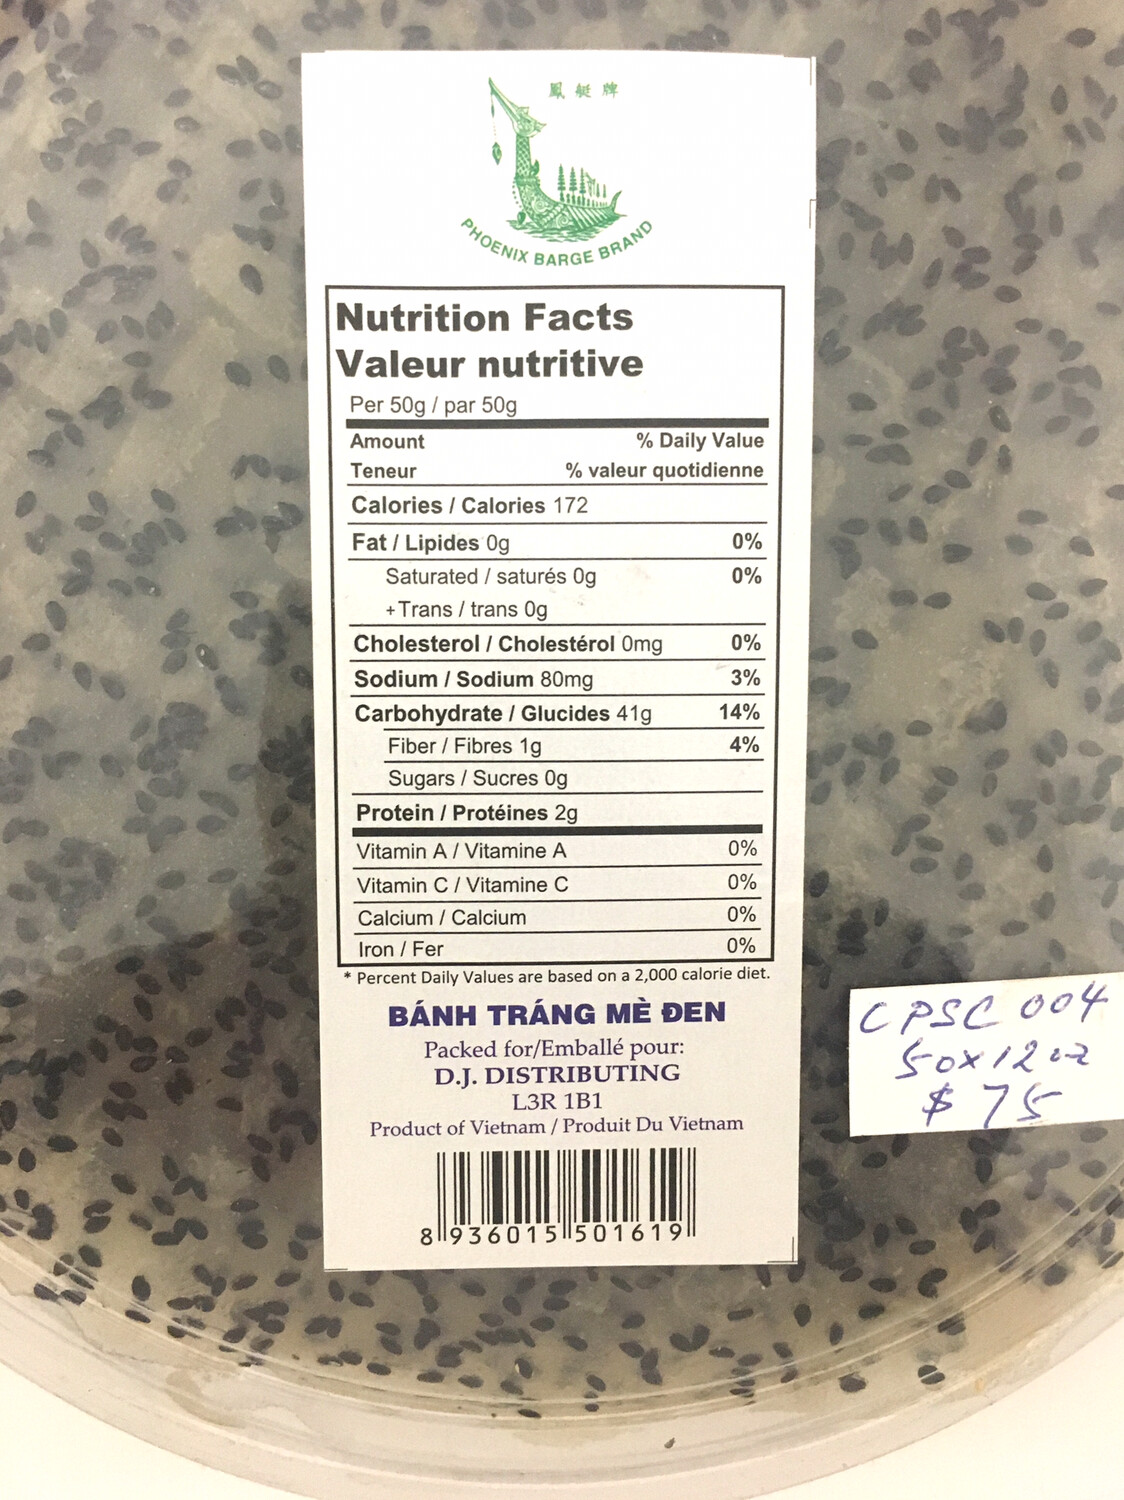 鳳艇牌
PHOENIX BARGE BRAND
Nutrition Facts
Valeur nutritive
Per 50g / par 50g
Amount % Daily Value
Teneur % valeur quotidienne
Calories / Calories 172
Fat / Lipides 0g 0%
Saturated / saturés 0g 0%
+Trans / trans 0g
Cholesterol / Cholestérol 0mg 0%
Sodium / Sodium 80mg 3%
Carbohydrate / Glucides 41g 14%
Fiber / Fibres 1g 4%
Sugars / Sucres 0g
Protein / Protéines 2g
Vitamin A / Vitamine A 0%
Vitamin C / Vitamine C 0%
Calcium / Calcium 0%
Iron / Fer 0%
* Percent Daily Values are based on a 2,000 calorie diet.
BÁNH TRÁNG MÈ ĐEN
Packed for/Emballé pour:
D.J. DISTRIBUTING
L3R 1B1
Product of Vietnam / Produit Du Vietnam
8 936015 501619
CPSC 004
50x12oz
$ 75